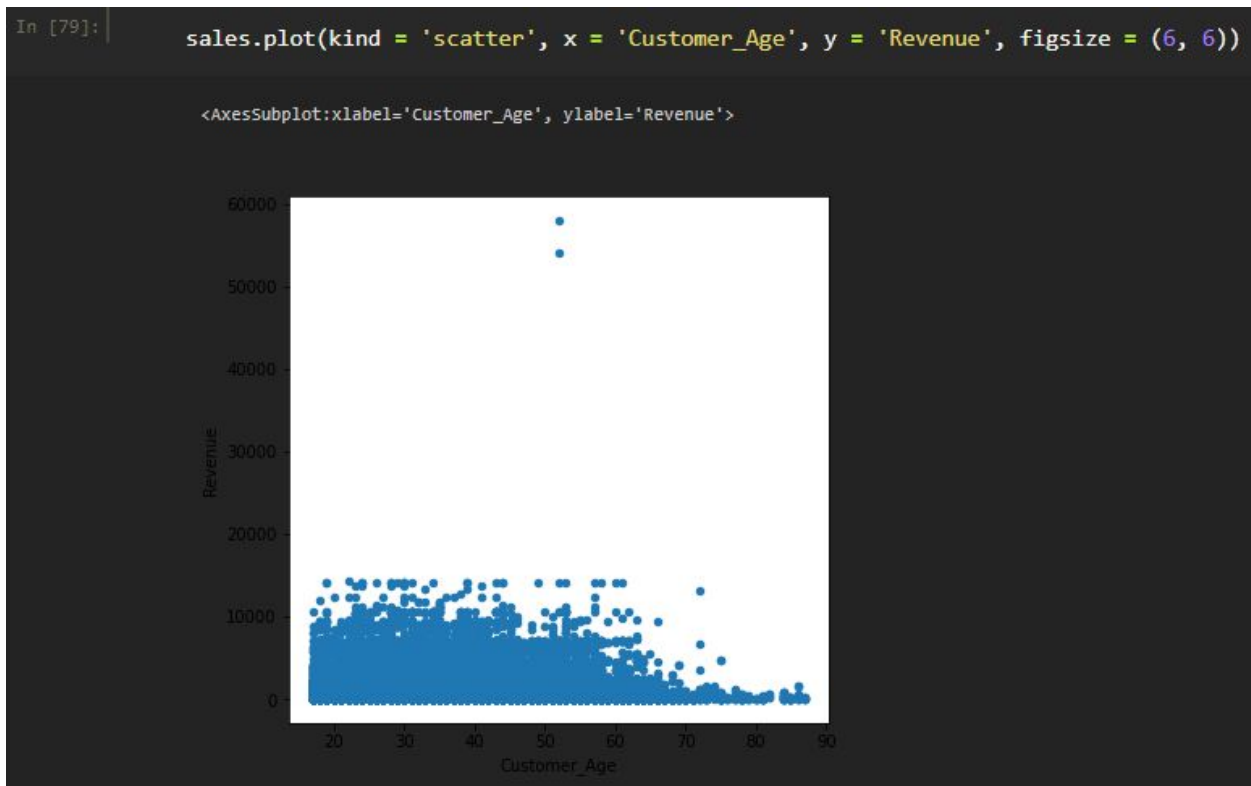 In [79]:
sales.plot(kind = 'scatter', x = 'Customer_Age', y = 'Revenue', figsize = (6, 6))
<AxesSubplot:xlabel='Customer_Age', ylabel='Revenue'>
60000
50000
40000
30000
20000
10000
0
Revenue
20 30 40 50 60 70 80 90
Customer_Age